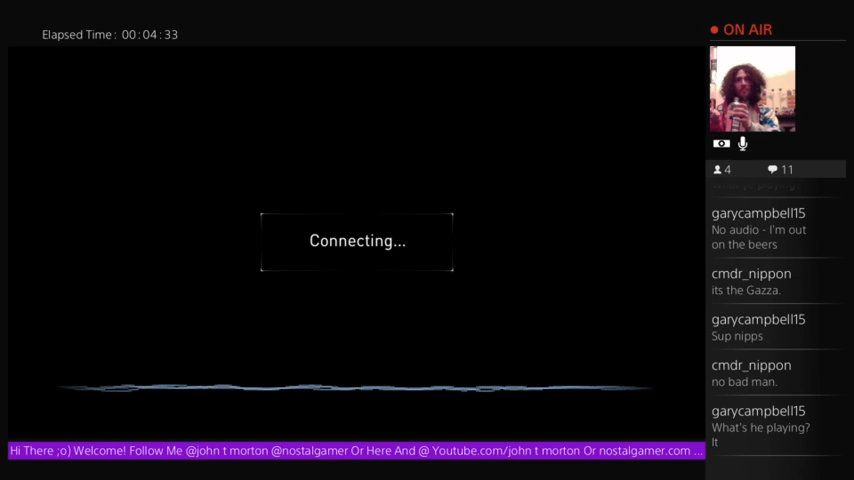 Elapsed Time: 00:04:33
ON AIR
4 11
garycampbell15
No audio - I'm out
on the beers
cmdr_nippon
its the Gazza.
garycampbell15
Sup nipps
cmdr_nippon
no bad man.
garycampbell15
What's he playing?
It
Connecting...
Hi There ;o) Welcome! Follow Me @john t morton @nostalgamer Or Here And @ Youtube.com/john t morton Or nostalgamer.com ...